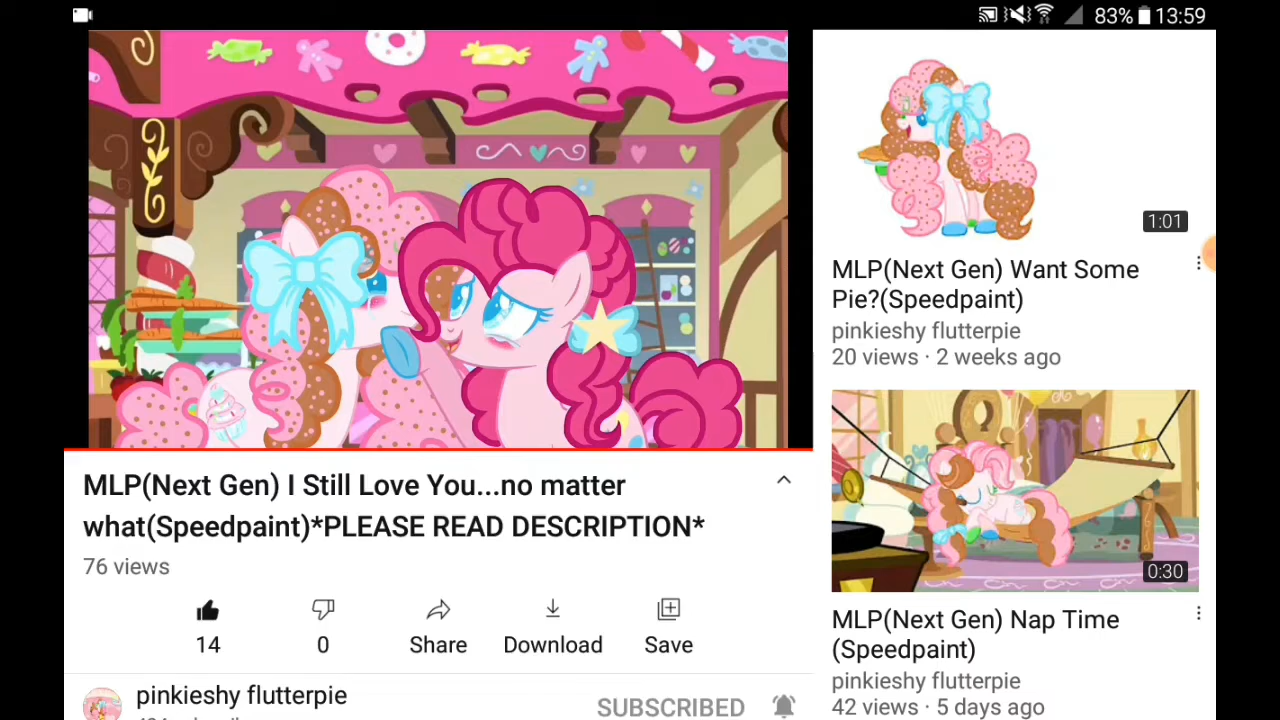 83% 13:59
MLP(Next Gen) I Still Love You...no matter
what(Speedpaint)*PLEASE READ DESCRIPTION*
76 views
14
0
Share
Download
Save
pinkieshy flutterpie
SUBSCRIBED
1:01
MLP(Next Gen) Want Some
Pie?(Speedpaint)
pinkieshy flutterpie
20 views · 2 weeks ago
0:30
MLP(Next Gen) Nap Time
(Speedpaint)
pinkieshy flutterpie
42 views · 5 days ago